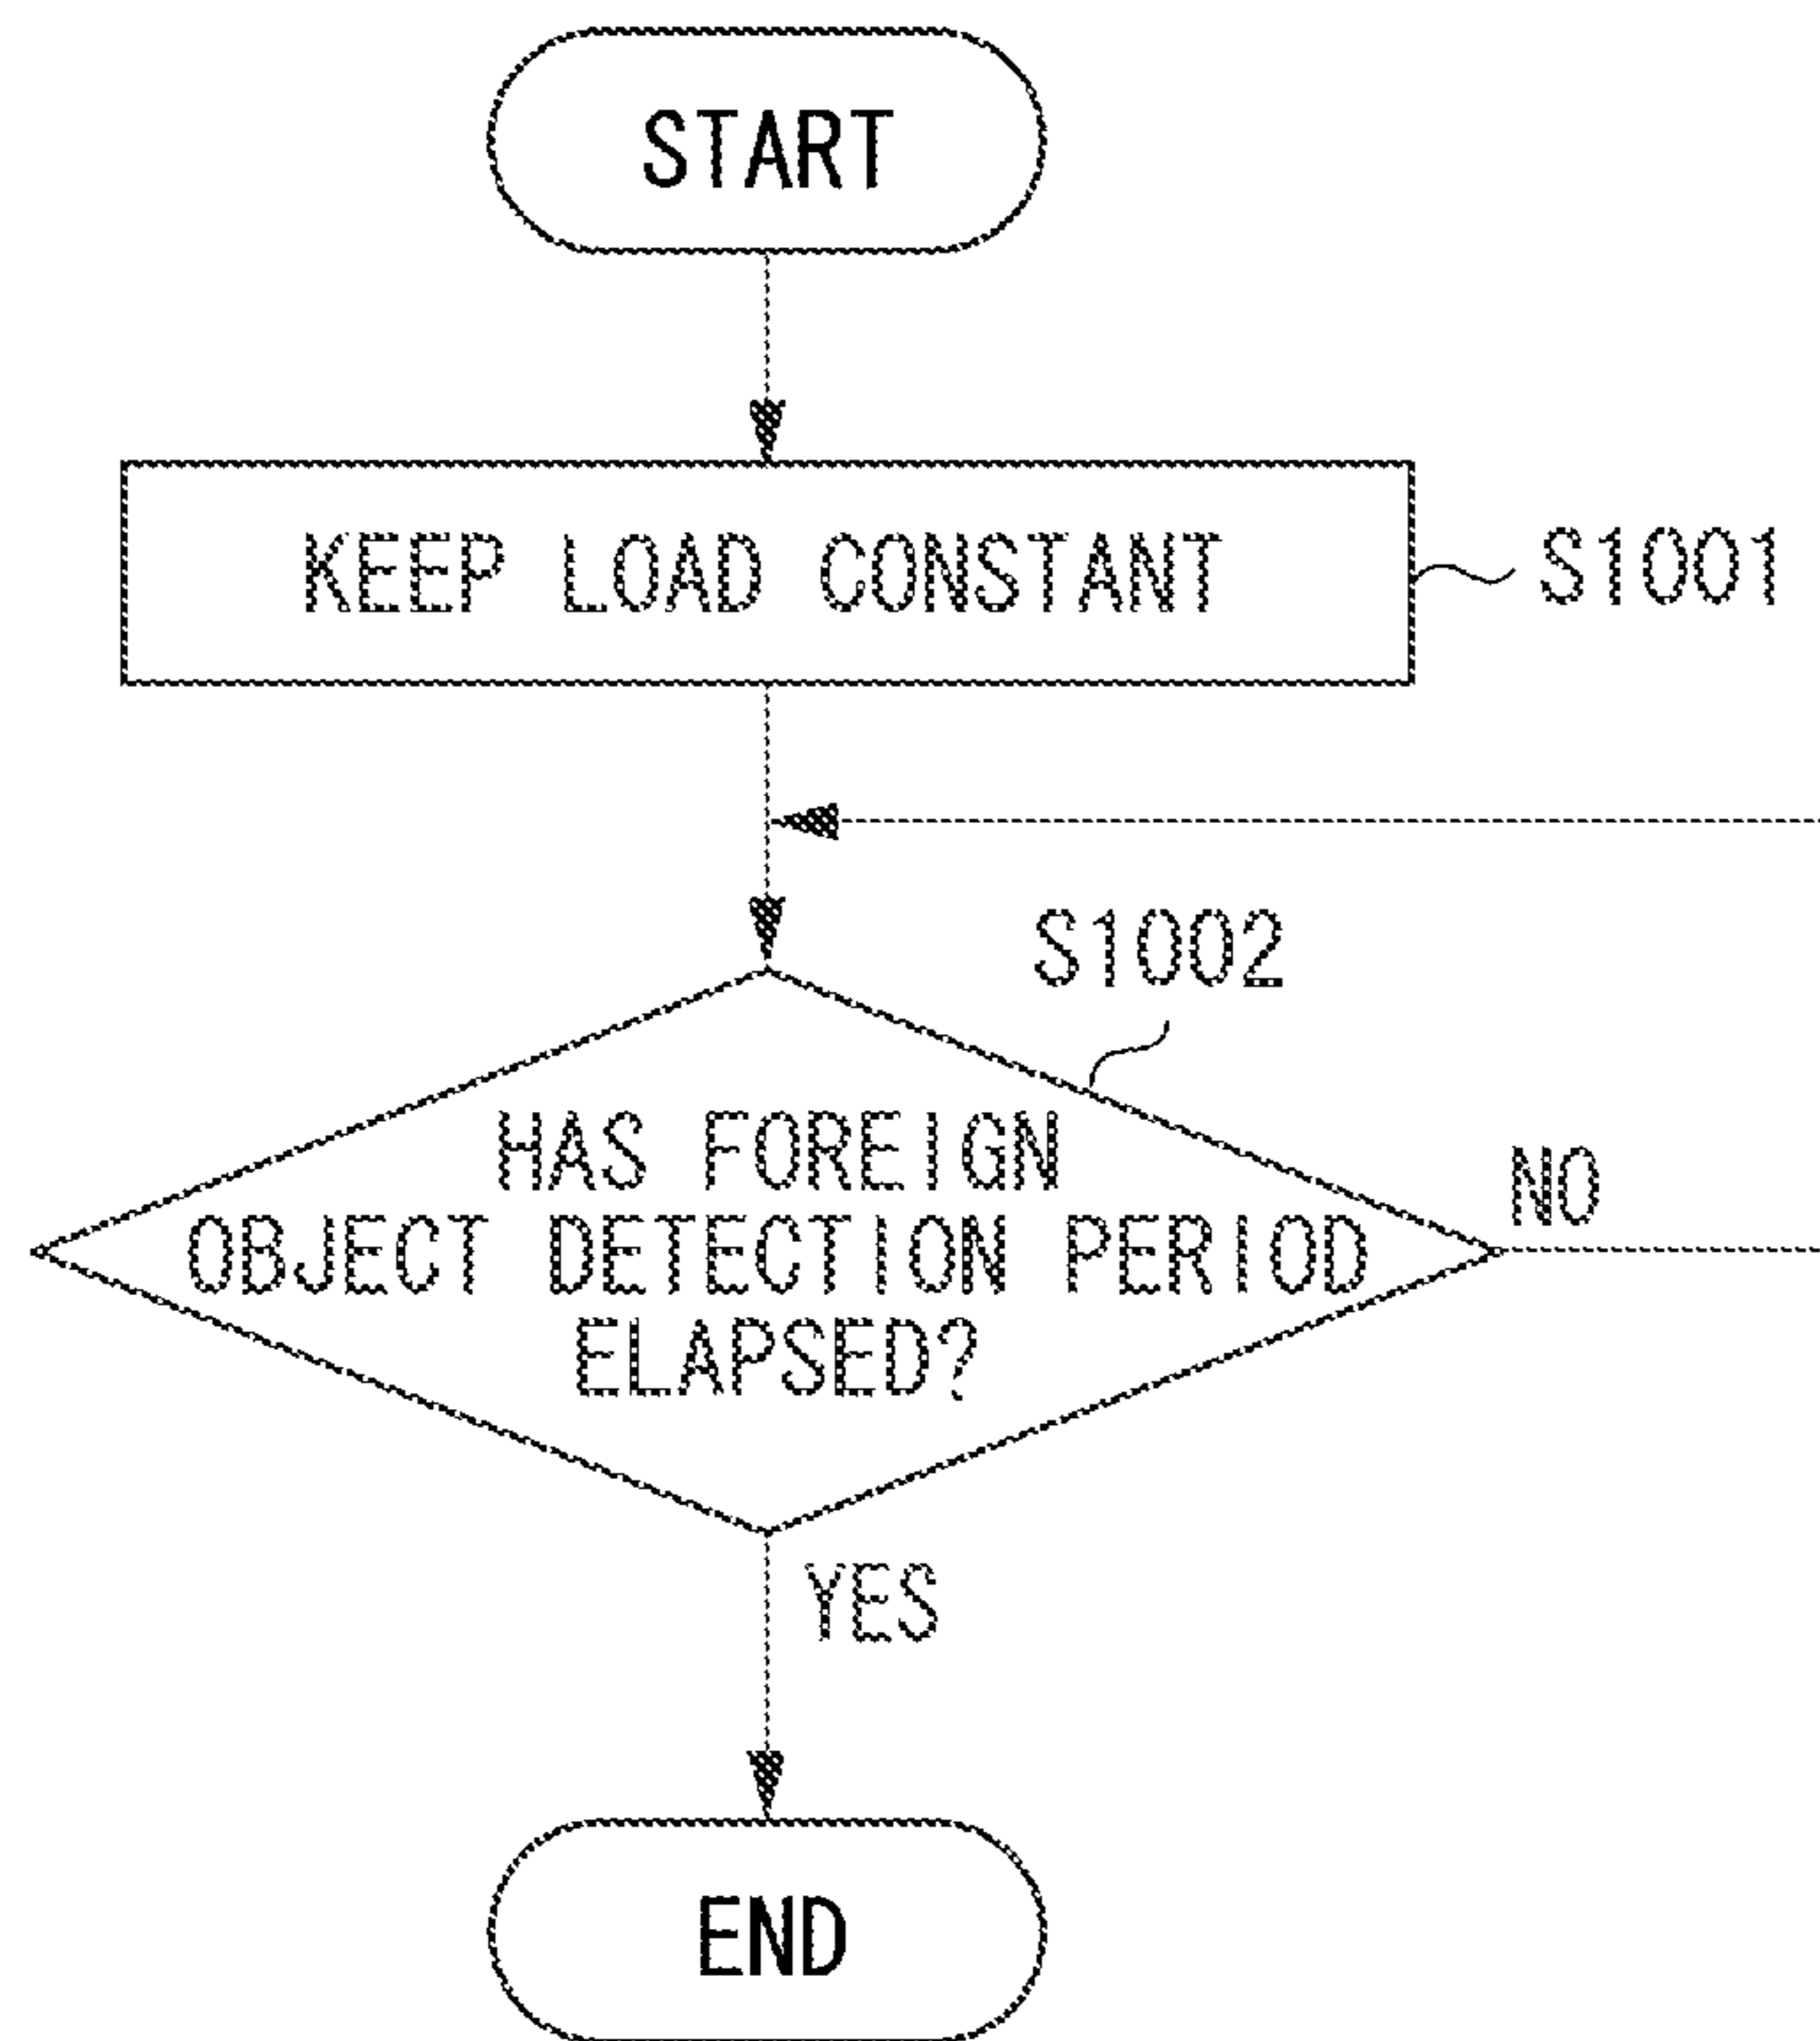 START
KEEP LOAD CONSTANT
S1001
S1002
HAS FOREIGN
OBJECT DETECTION PERIOD
ELAPSED?
NO
YES
END